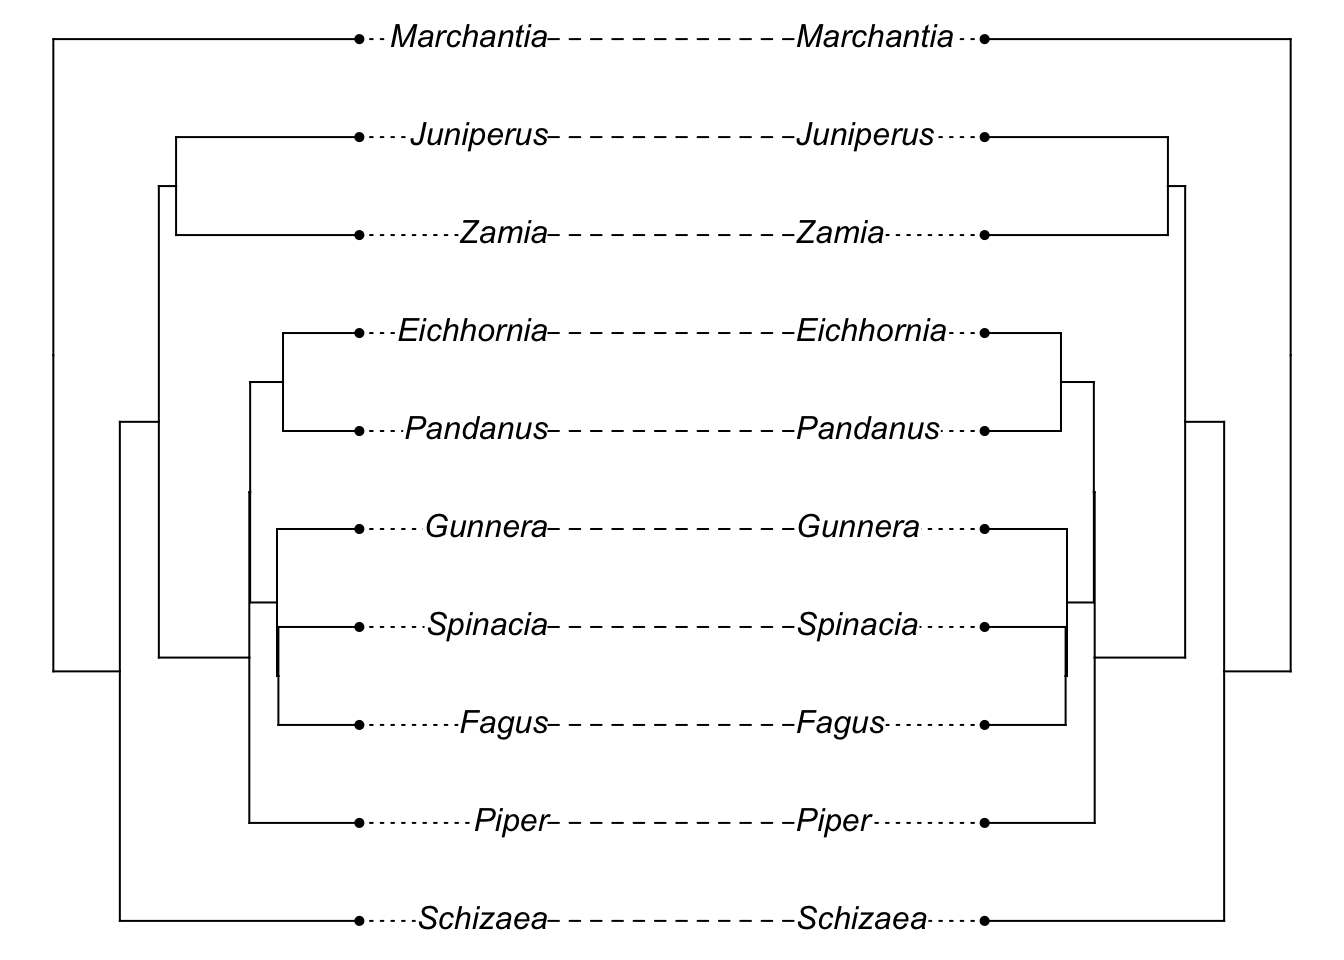 Marchantia Marchantia
Juniperus Juniperus
Zamia Zamia
Eichhornia Eichhornia
Pandanus Pandanus
Gunnera Gunnera
Spinacia Spinacia
Fagus Fagus
Piper Piper
Schizaea Schizaea